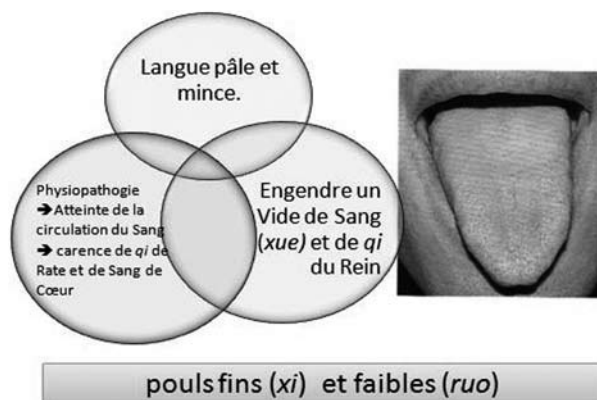 Langue pâle et
mince.
Physiopathogie
➔Atteinte de la
circulation du Sang
➔ carence de qi de
Rate et de Sang de
Cœur
Engendre un
Vide de Sang
(xue) et de qi
du Rein
pouls fins (xi) et faibles (ruo)